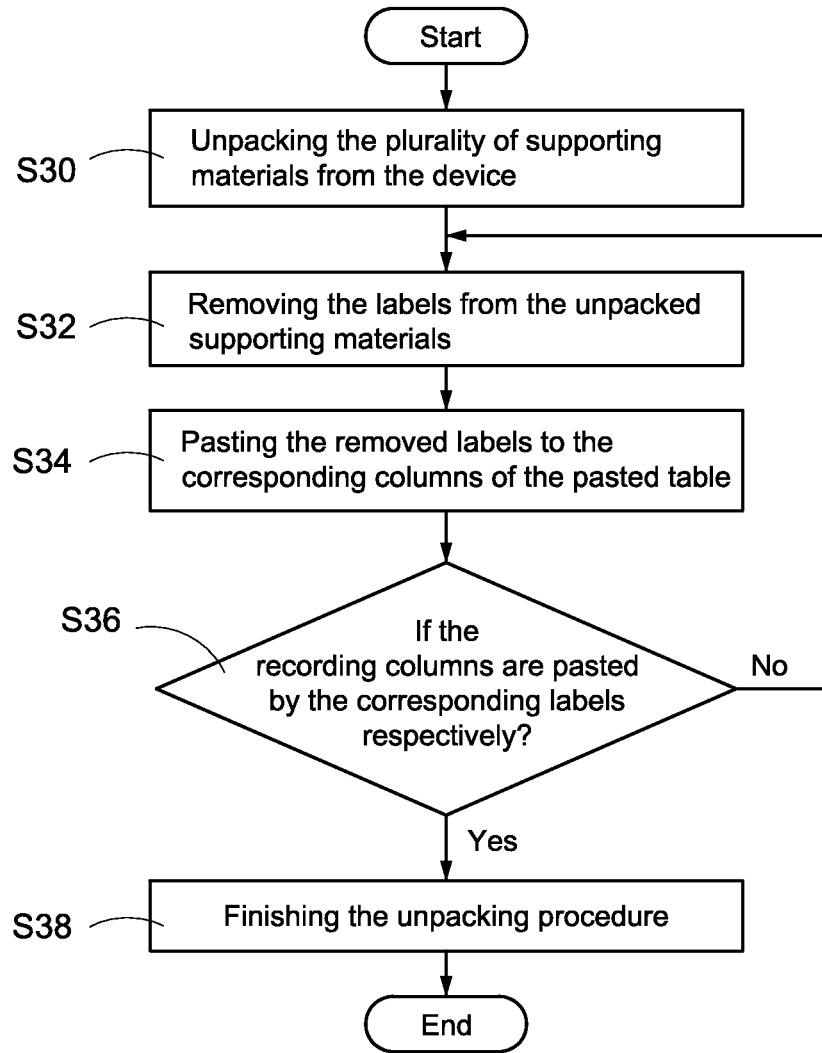 Start
S30
Unpacking the plurality of supporting
materials from the device
S32
Removing the labels from the unpacked
supporting materials
S34
Pasting the removed labels to the
corresponding columns of the pasted table
S36
If the
recording columns are pasted
by the corresponding labels
respectively?
No
Yes
S38
Finishing the unpacking procedure
End